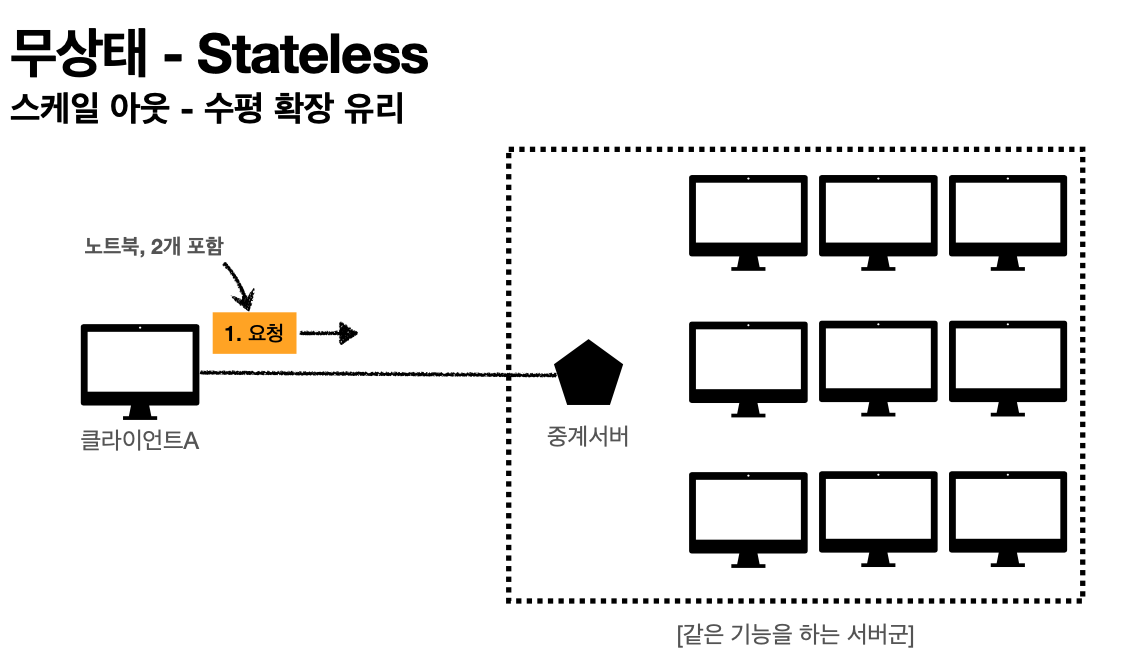 무상태 - Stateless
스케일 아웃 - 수평 확장 유리
노트북, 2개 포함
1. 요청
클라이언트A
중계서버
[같은 기능을 하는 서버군]